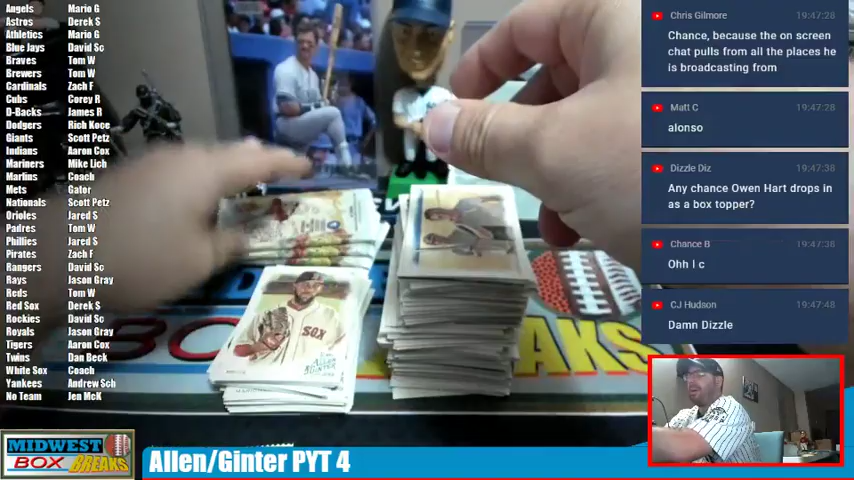 Angels Mario G
Astros Derek S
Athletics Mario G
Blue Jays David Sc
Braves Tom W
Brewers Tom W
Cardinals Zach F
Cubs Corey R
D-Backs James R
Dodgers Rich Koce
Giants Scott Petz
Indians Aaron Cox
Mariners Mike Lich
Marlins Coach
Mets Gator
Nationals Scott Petz
Orioles Jared S
Padres Tom W
Phillies Jared S
Pirates Zach F
Rangers David Sc
Rays Jason Gray
Reds Tom W
Red Sox Derek S
Rockies David Sc
Royals Jason Gray
Tigers Aaron Cox
Twins Dan Beck
White Sox Coach
Yankees Andrew Sch
No Team Jen McK
Chris Gilmore 19:47:28
Chance, because the on screen
chat pulls from all the places he
is broadcasting from
Matt C 19:47:28
alonso
Dizzle Diz 19:47:38
Any chance Owen Hart drops in
as a box topper?
Chance B 19:47:38
Ohh I c
CJ Hudson 19:47:48
Damn Dizzle
SOX
ALLEN
GINTER
BO
AKS
MIDWEST
BOX BREAKS
Allen/Ginter PYT 4